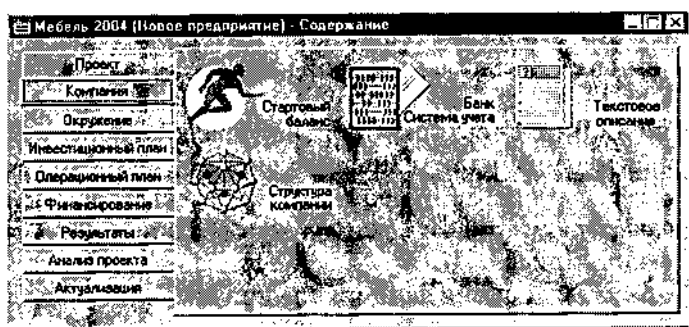 Мебель 2004 (Новое предприятие) - Содержание
Проект
Компания
Окружение
Инвестиционный план
Операционный план
Финансирование
Результаты
Анализ проекта
Актуализация
Стартовый
баланс
Банк
Система учета
Текстовое
описание
Структура
компании